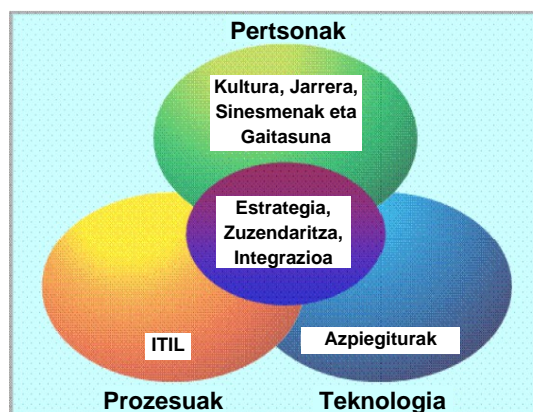 Pertsonak
Kultura, Jarrera,
Sinesmenak eta
Gaitasuna
Estrategia,
Zuzendaritza,
Integrazioa
ITIL
Azpiegiturak
Prozesuak
Teknologia